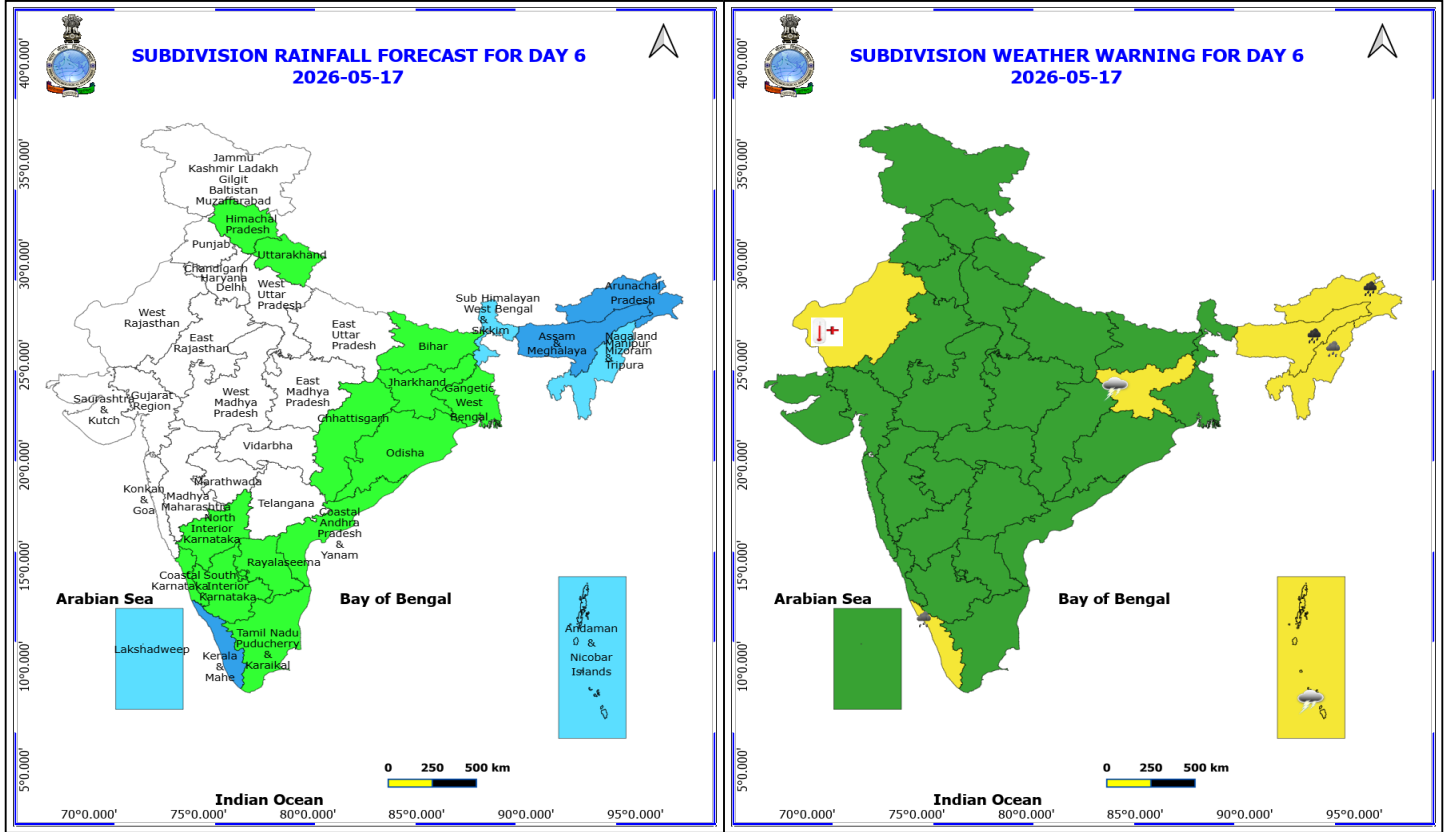 SUBDIVISION RAINFALL FORECAST FOR DAY 6
2026-05-17
40°0.000'
35°0.000'
30°0.000'
25°0.000'
20°0.000'
15°0.000'
10°0.000'
5°0.000'
Jammu
Kashmir Ladakh
Gilgit
Baltistan
Muzaffarabad
Himachal
Pradesh
Punjab
Uttarakhand
Chandigarh
Haryana
Delhi
West
Uttar
Pradesh
West
Rajasthan
East
Rajasthan
East
Uttar
Pradesh
Sub Himalayan
West Bengal
&
Sikkim
Arunachal
Pradesh
Assam
&
Meghalaya
Nagaland
Manipur
Mizoram
&
Tripura
Bihar
Jharkhand
Gangetic
West
Bengal
Saurashtra
&
Kutch
Gujarat
Region
West
Madhya
Pradesh
East
Madhya
Pradesh
Chhattisgarh
Vidarbha
Odisha
Konkan
&
Goa
Madhya
Maharashtra
Marathwada
Telangana
North
Interior
Karnataka
Coastal
Andhra
Pradesh
&
Yanam
Rayalaseema
Coastal
Karnataka
South
Interior
Karnataka
Arabian Sea
Bay of Bengal
Lakshadweep
Kerala
&
Mahe
Tamil Nadu
Puducherry
&
Karaikal
Andaman
&
Nicobar
Islands
0 250 500 km
Indian Ocean
70°0.000' 75°0.000' 80°0.000' 85°0.000' 90°0.000' 95°0.000'
SUBDIVISION WEATHER WARNING FOR DAY 6
2026-05-17
40°0.000'
35°0.000'
30°0.000'
25°0.000'
20°0.000'
15°0.000'
10°0.000'
5°0.000'
Arabian Sea
Bay of Bengal
0 250 500 km
Indian Ocean
70°0.000' 75°0.000' 80°0.000' 85°0.000' 90°0.000' 95°0.000'